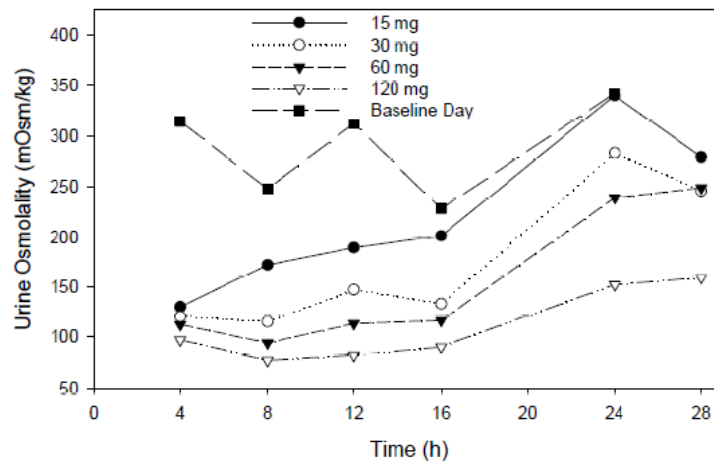 15 mg
30 mg
60 mg
120 mg
Baseline Day
Urine Osmolality (mOsm/kg)
400
350
300
250
200
150
100
50
0 4 8 12 16 20 24 28
Time (h)